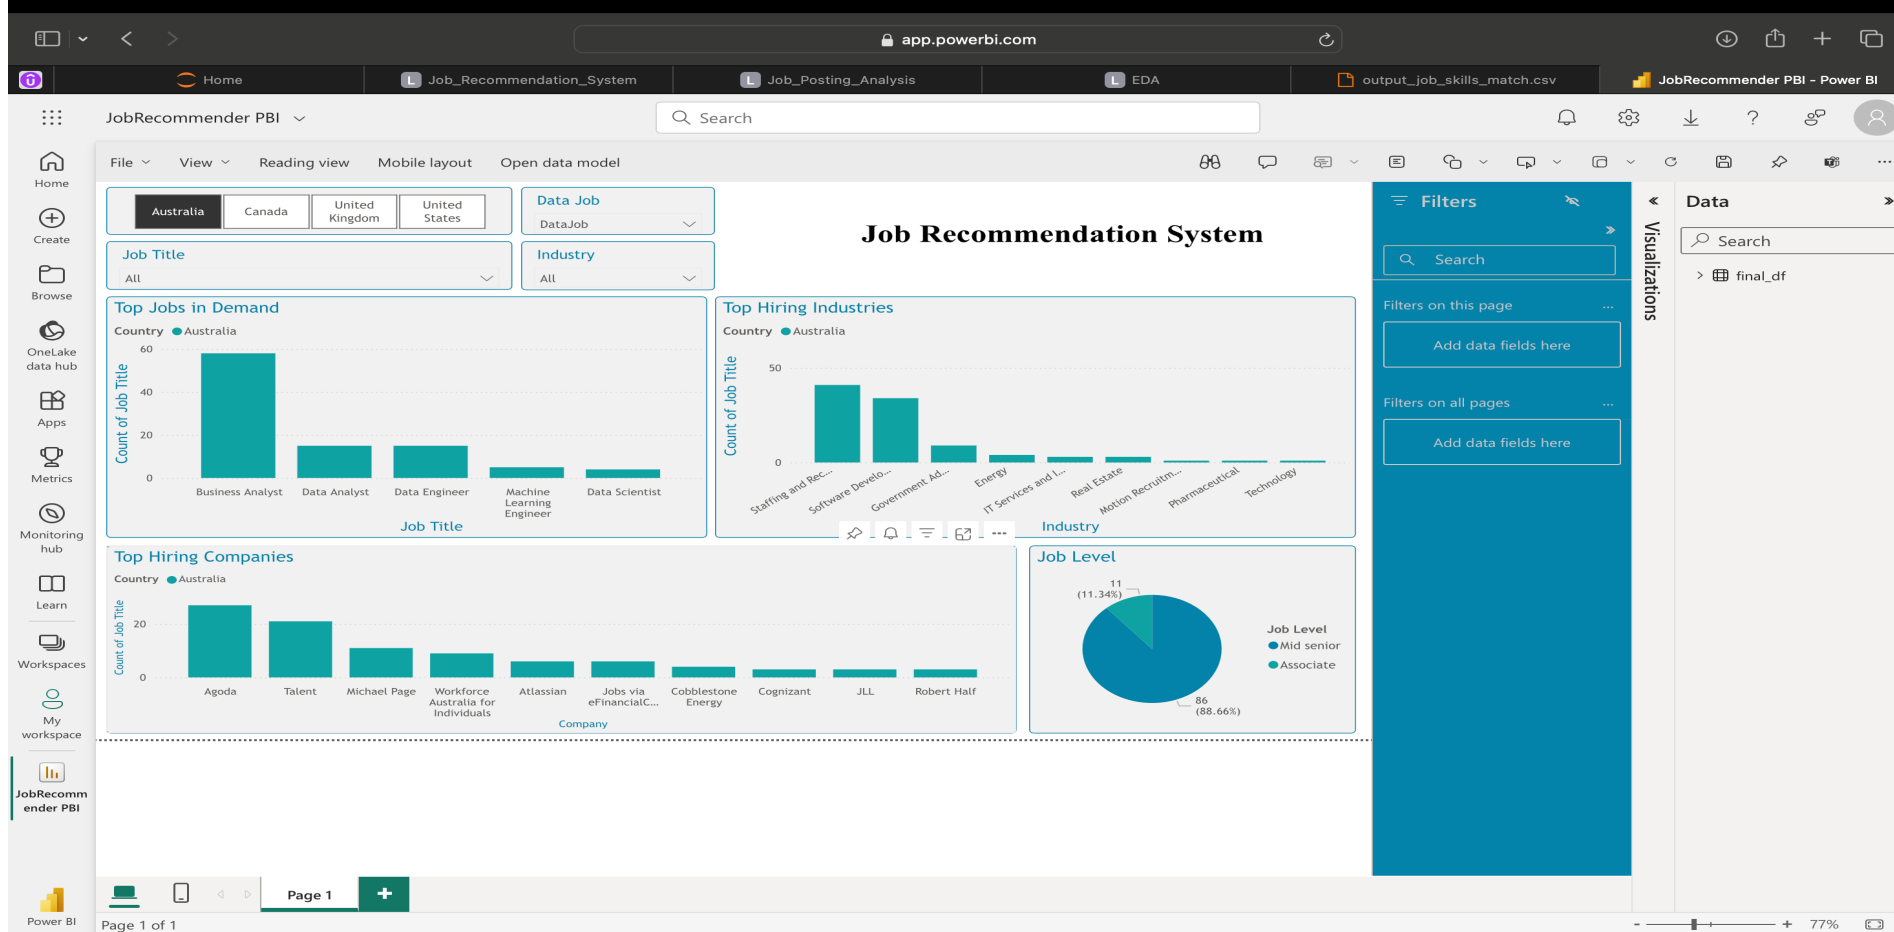 app.powerbi.com
Home
L Job_Recommendation_System
L Job_Posting_Analysis
L EDA
output_job_skills_match.csv
JobRecommender PBI - Power BI
JobRecommender PBI
Search
File
View
Reading view
Mobile layout
Open data model
Home
Create
Browse
OneLake
data hub
Apps
Metrics
Monitoring
hub
Learn
Workspaces
My
workspace
JobRecomm
ender PBI
Power BI
Australia
Canada
United
Kingdom
United
States
Data Job
DataJob
Job Title
All
Industry
All
Job Recommendation System
Top Jobs in Demand
Country Australia
Count of Job Title
60
40
20
0
Business Analyst
Data Analyst
Data Engineer
Machine
Learning
Engineer
Data Scientist
Job Title
Top Hiring Industries
Country Australia
Count of Job Title
50
0
Staffing and Rec...
Software Develo...
Government Ad...
Energy
IT Services and I...
Real Estate
Motion Recruitm...
Pharmaceutical
Technology
Industry
Top Hiring Companies
Country Australia
Count of Job Title
20
0
Agoda
Talent
Michael Page
Workforce
Australia for
Individuals
Atlassian
Jobs via
eFinancialC...
Cobblestone
Energy
Cognizant
JLL
Robert Half
Company
Job Level
11
(11.34%)
86
(88.66%)
Job Level
Mid senior
Associate
Filters
Search
Filters on this page
...
Add data fields here
Filters on all pages
...
Add data fields here
Visualizations
Data
Search
final_df
Page 1
+
Page 1 of 1
- + 77%